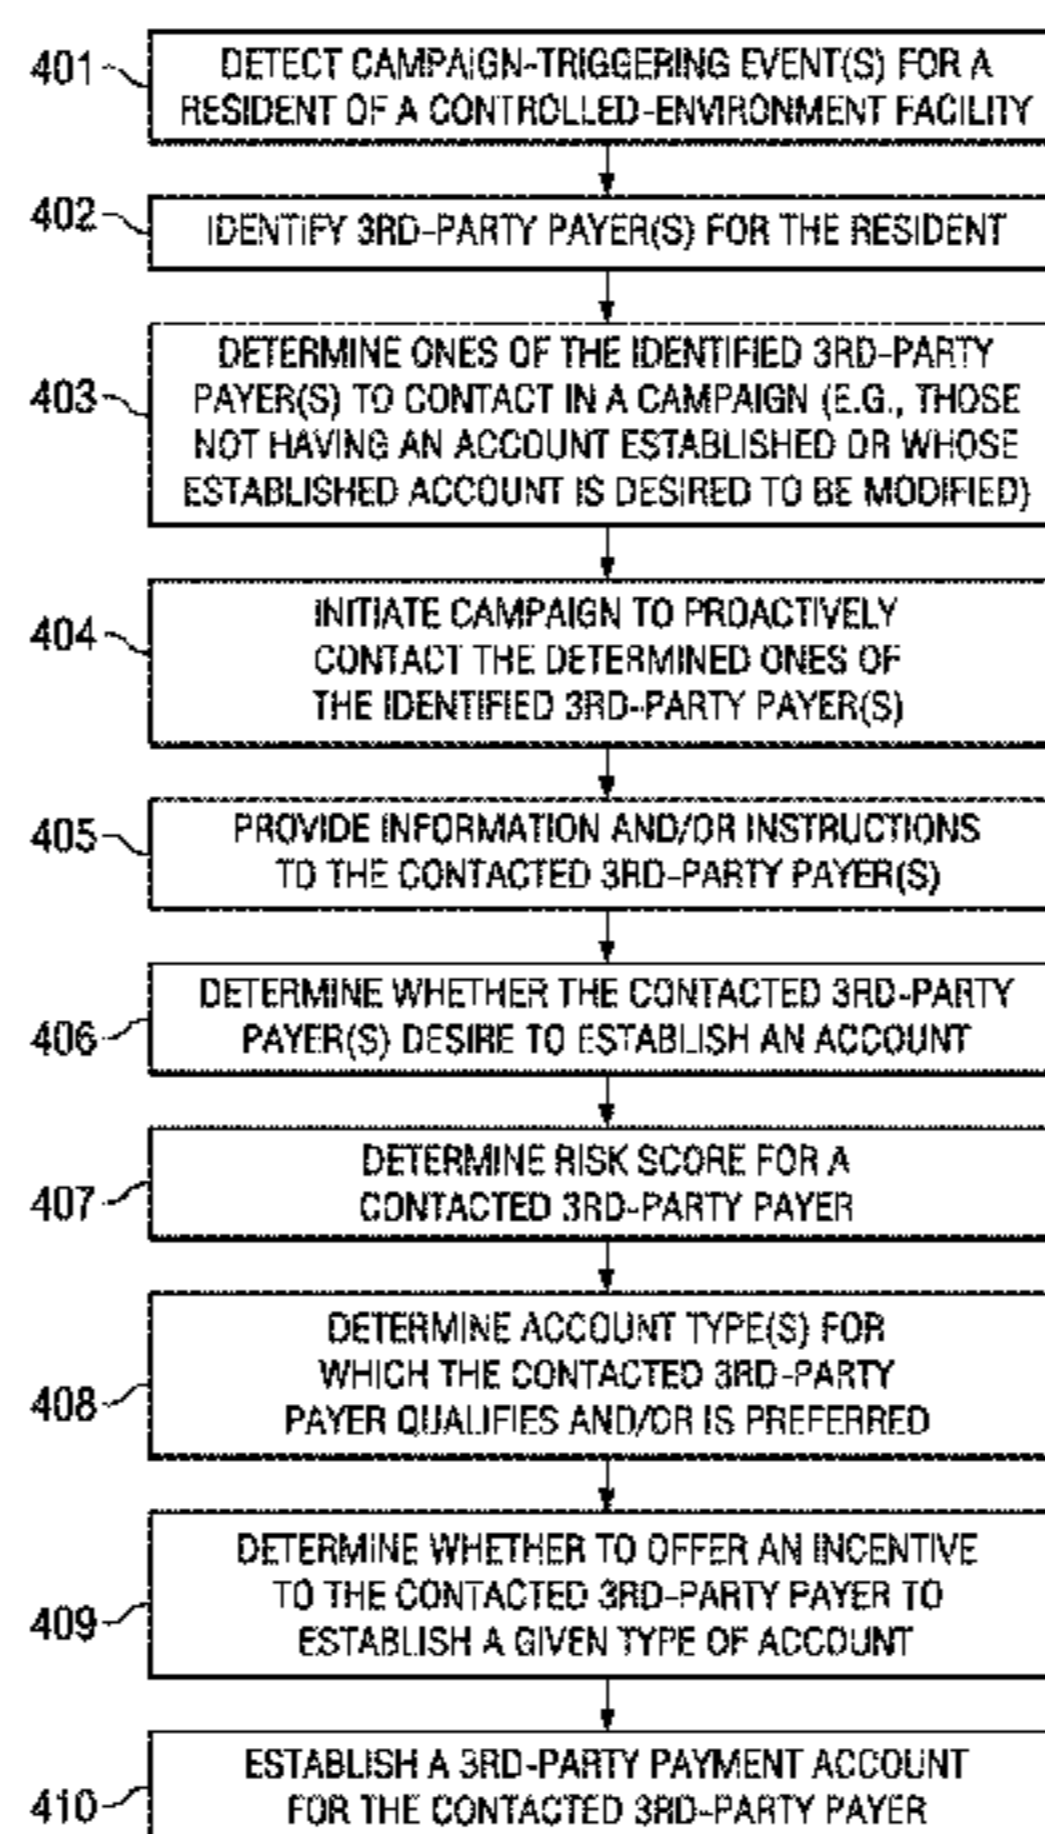 401
DETECT CAMPAIGN-TRIGGERING EVENT(S) FOR A
RESIDENT OF A CONTROLLED-ENVIRONMENT FACILITY
402
IDENTIFY 3RD-PARTY PAYER(S) FOR THE RESIDENT
403
DETERMINE ONES OF THE IDENTIFIED 3RD-PARTY
PAYER(S) TO CONTACT IN A CAMPAIGN (E.G., THOSE
NOT HAVING AN ACCOUNT ESTABLISHED OR WHOSE
ESTABLISHED ACCOUNT IS DESIRED TO BE MODIFIED)
404
INITIATE CAMPAIGN TO PROACTIVELY
CONTACT THE DETERMINED ONES OF
THE IDENTIFIED 3RD-PARTY PAYER(S)
405
PROVIDE INFORMATION AND/OR INSTRUCTIONS
TO THE CONTACTED 3RD-PARTY PAYER(S)
406
DETERMINE WHETHER THE CONTACTED 3RD-PARTY
PAYER(S) DESIRE TO ESTABLISH AN ACCOUNT
407
DETERMINE RISK SCORE FOR A
CONTACTED 3RD-PARTY PAYER
408
DETERMINE ACCOUNT TYPE(S) FOR
WHICH THE CONTACTED 3RD-PARTY
PAYER QUALIFIES AND/OR IS PREFERRED
409
DETERMINE WHETHER TO OFFER AN INCENTIVE
TO THE CONTACTED 3RD-PARTY PAYER TO
ESTABLISH A GIVEN TYPE OF ACCOUNT
410
ESTABLISH A 3RD-PARTY PAYMENT ACCOUNT
FOR THE CONTACTED 3RD-PARTY PAYER